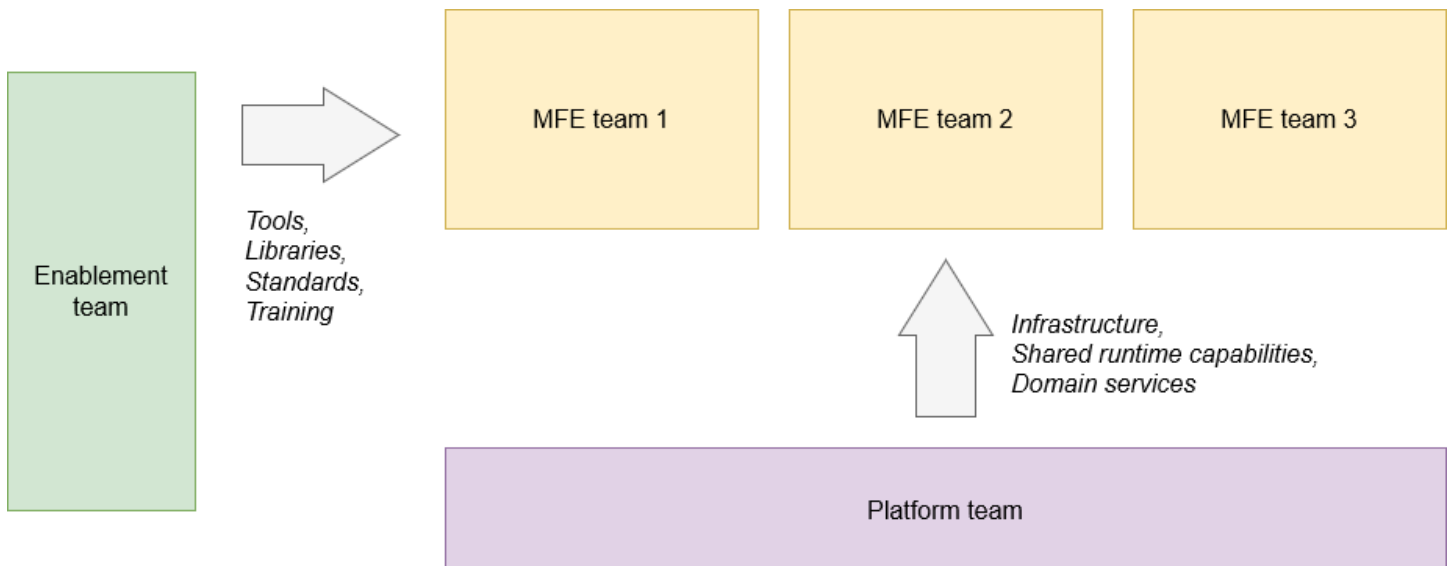 MFE team 1
MFE team 2
MFE team 3
Enablement
team
Tools,
Libraries,
Standards,
Training
Infrastructure,
Shared runtime capabilities,
Domain services
Platform team